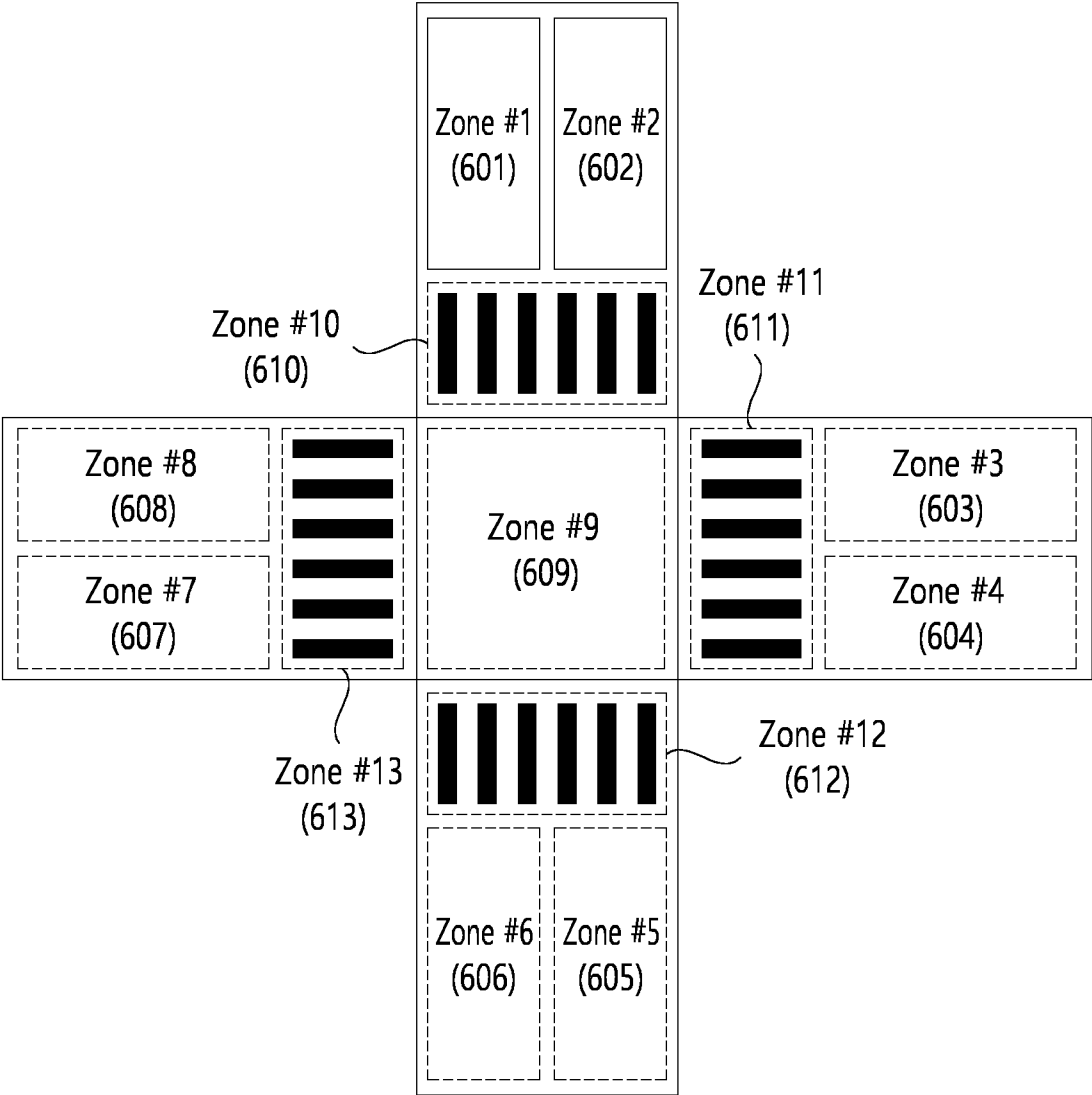 Zone #1
(601)
Zone #2
(602)
Zone #10
(610)
Zone #11
(611)
Zone #8
(608)
Zone #7
(607)
Zone #9
(609)
Zone #3
(603)
Zone #4
(604)
Zone #13
(613)
Zone #12
(612)
Zone #6
(606)
Zone #5
(605)